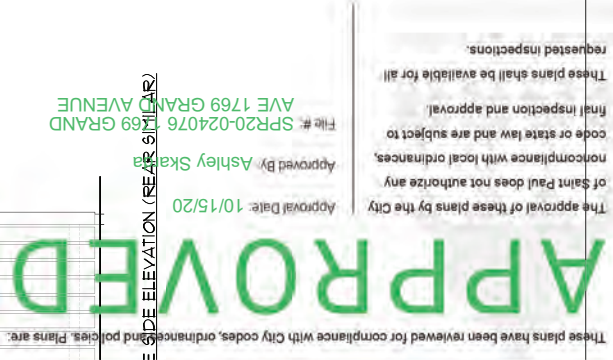 These plans have been reviewed for compliance with City codes, ordinances and policies. Plans are:
APPROVED
The approval of these plans by the City
of Saint Paul does not authorize any
noncompliance with local ordinances,
code or state law and are subject to
final inspection and approval.
These plans shall be available for all
requested inspections.
Approval Date: 10/15/20
Approved By: Ashley
File #: SPR20-024076 1769 GRAND
AVE 1769 GRAND AVENUE
SIDE ELEVATION (REAR SIMILAR)